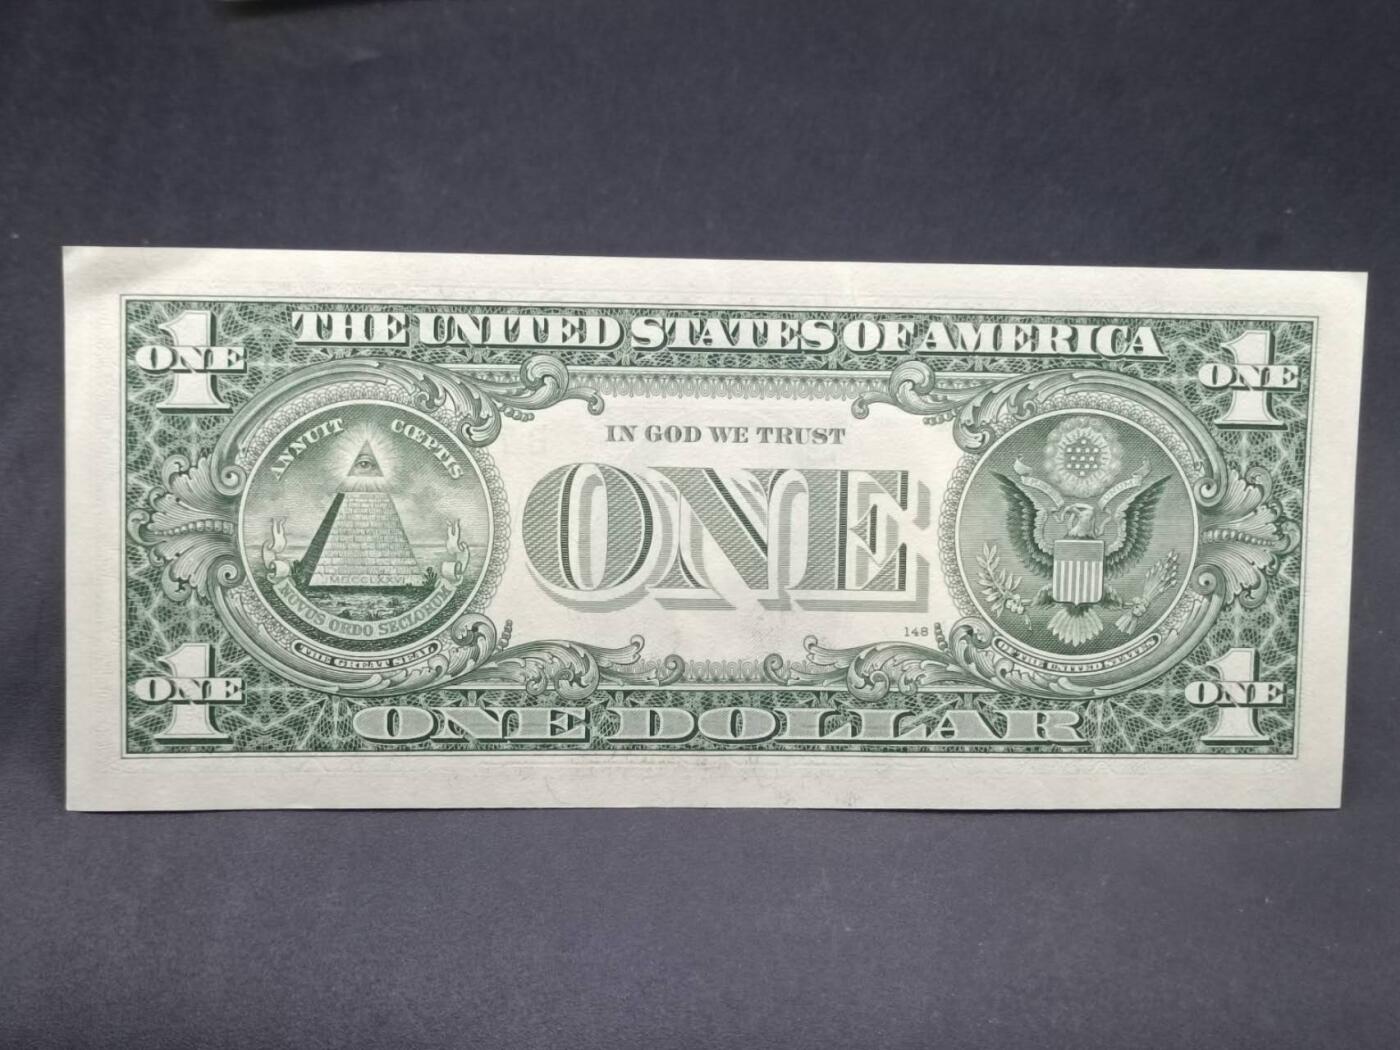 THE UNITED STATES OF AMERICA
1
ONE
1
ONE
ANNUIT CŒPTIS
IN GOD WE TRUST
ONE
MDCCLXXVI
NOVUS ORDO SECLORUM
THE GREAT SEAL
148
OF THE UNITED STATES
1
ONE
1
ONE
ONE DOLLAR